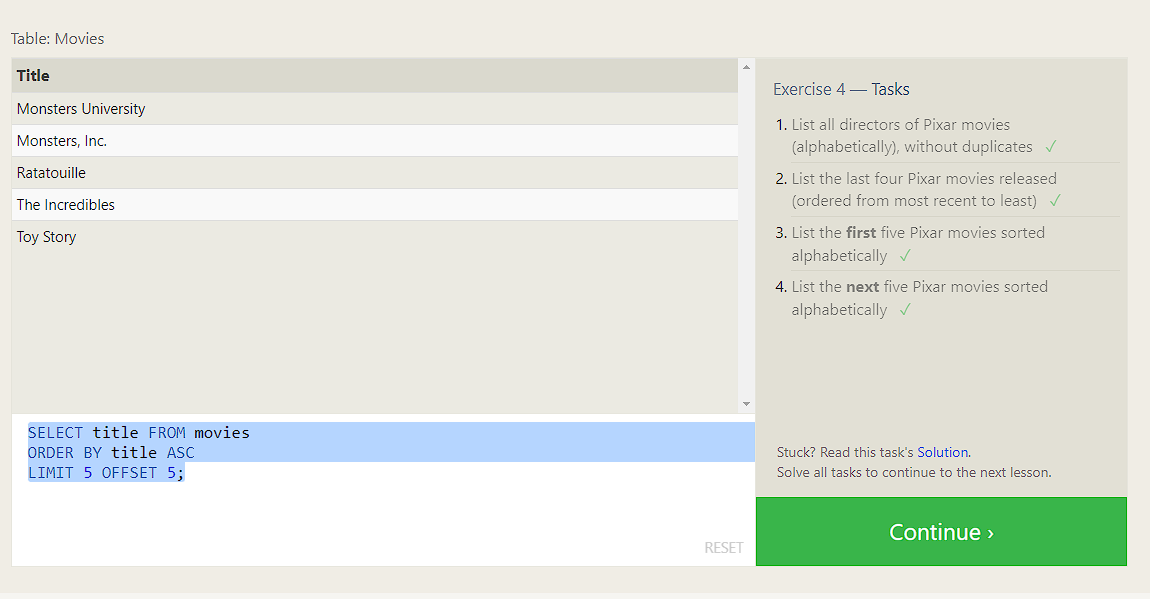 Table: Movies
Title
Monsters University
Monsters, Inc.
Ratatouille
The Incredibles
Toy Story
SELECT title FROM movies
ORDER BY title ASC
LIMIT 5 OFFSET 5;
RESET
Exercise 4 — Tasks
1. List all directors of Pixar movies
(alphabetically), without duplicates ✓
2. List the last four Pixar movies released
(ordered from most recent to least) ✓
3. List the first five Pixar movies sorted
alphabetically ✓
4. List the next five Pixar movies sorted
alphabetically ✓
Stuck? Read this task's Solution.
Solve all tasks to continue to the next lesson.
Continue ›